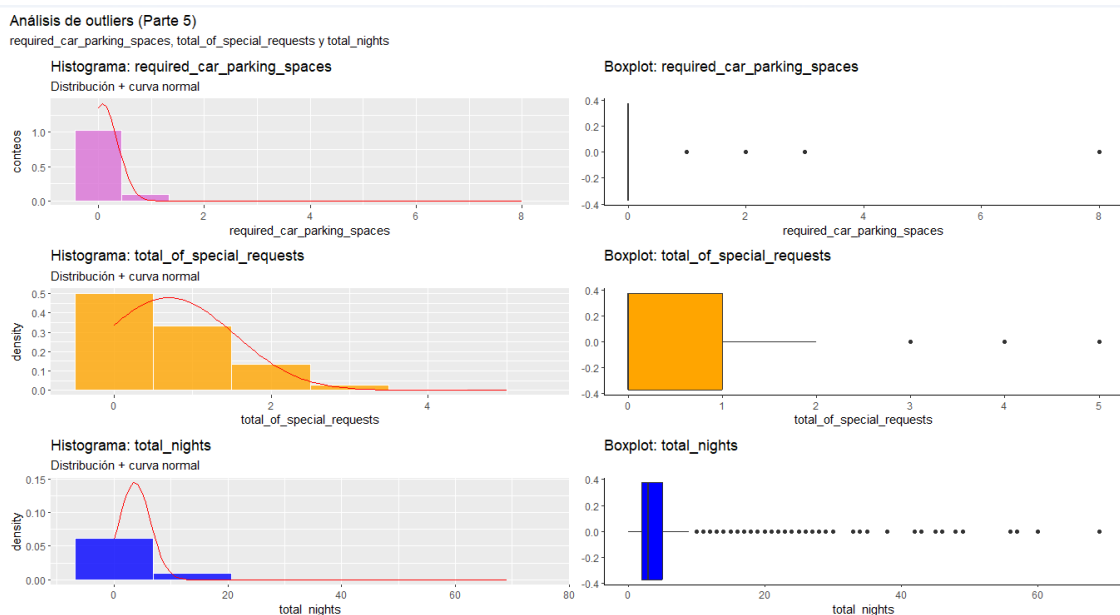 Análisis de outliers (Parte 5)
required_car_parking_spaces, total_of_special_requests y total_nights
Histograma: required_car_parking_spaces
Distribución + curva normal
conteos
1.0
0.5
0.0
0 2 4 6 8
required_car_parking_spaces
Boxplot: required_car_parking_spaces
0.4
0.2
0.0
-0.2
-0.4
0 2 4 6 8
required_car_parking_spaces
Histograma: total_of_special_requests
Distribución + curva normal
density
0.5
0.4
0.3
0.2
0.1
0.0
0 2 4
total_of_special_requests
Boxplot: total_of_special_requests
0.4
0.2
0.0
-0.2
-0.4
0 1 2 3 4 5
total_of_special_requests
Histograma: total_nights
Distribución + curva normal
density
0.15
0.10
0.05
0.00
0 20 40 60 80
total_nights
Boxplot: total_nights
0.4
0.2
0.0
-0.2
-0.4
0 20 40 60
total_nights